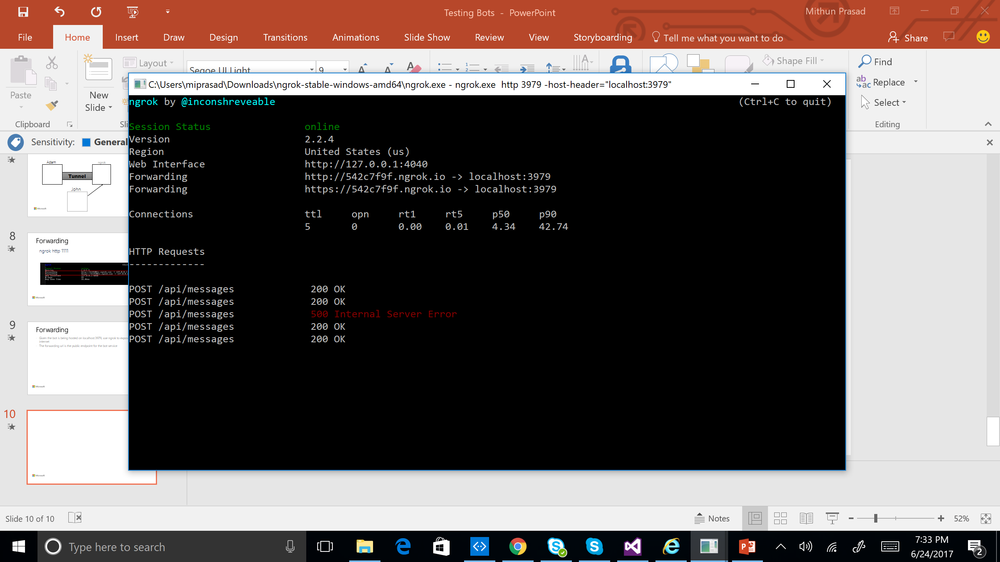 Testing Bots - PowerPoint
Mithun Prasad
File
Home
Insert
Draw
Design
Transitions
Animations
Slide Show
Review
View
Storyboarding
Tell me what you want to do
Share
Paste
Clipboard
New
Slide
Layout
Segoe UI Light
9
Shape Fill
Find
Replace
Select
Editing
Sensitivity:
General
C:\Users\miprasad\Downloads\ngrok-stable-windows-amd64\ngrok.exe - ngrok.exe  http 3979 -host-header="localhost:3979"
ngrok by @inconshreveable (Ctrl+C to quit)
Session Status online
Version 2.2.4
Region United States (us)
Web Interface http://127.0.0.1:4040
Forwarding http://542c7f9f.ngrok.io -> localhost:3979
Forwarding https://542c7f9f.ngrok.io -> localhost:3979
Connections ttl opn rt1 rt5 p50 p90
5 0 0.00 0.01 4.34 42.74
HTTP Requests
-------------
POST /api/messages 200 OK
POST /api/messages 200 OK
POST /api/messages 500 Internal Server Error
POST /api/messages 200 OK
POST /api/messages 200 OK
Adam
ngrok
Tunnel
John
Microsoft
8
Forwarding
ngrok http 1111
Microsoft
9
Forwarding
Given the bot is being hosted on localhost:3979, use ngrok to
internet
The forwarding url is the public endpoint for the bot service
Microsoft
10
Microsoft
Slide 10 of 10
Notes
52%
Type here to search
7:33 PM
6/24/2017
2